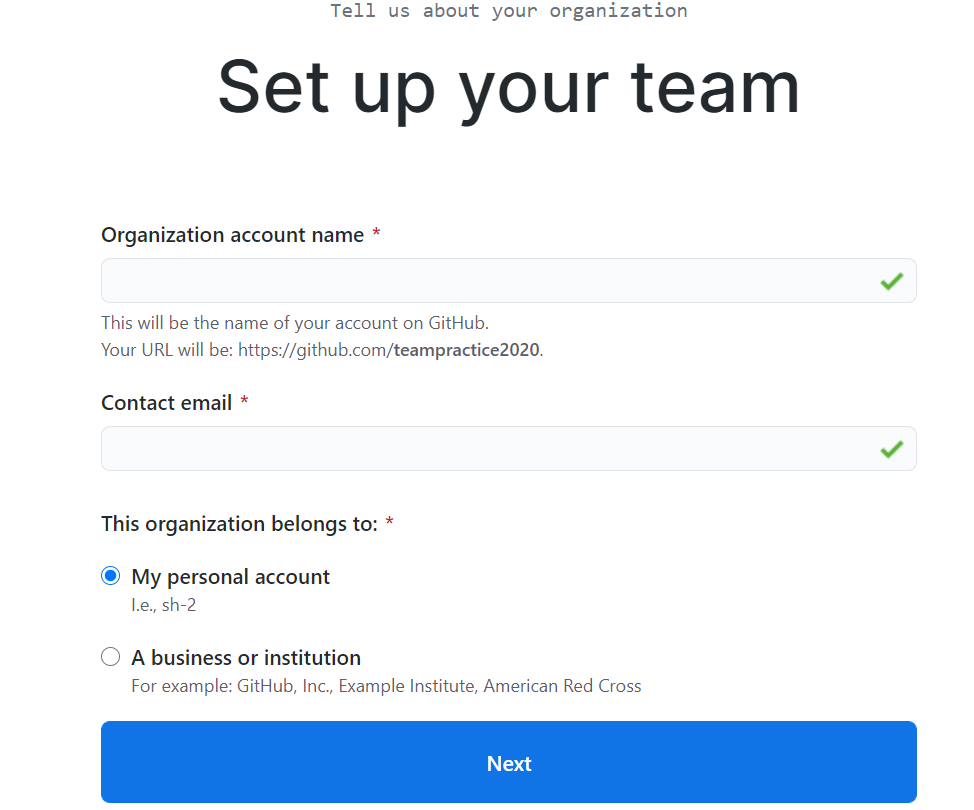 Tell us about your organization
Set up your team
Organization account name *
This will be the name of your account on GitHub.
Your URL will be: https://github.com/teampractice2020.
Contact email *
This organization belongs to: *
My personal account
I.e., sh-2
A business or institution
For example: GitHub, Inc., Example Institute, American Red Cross
Next